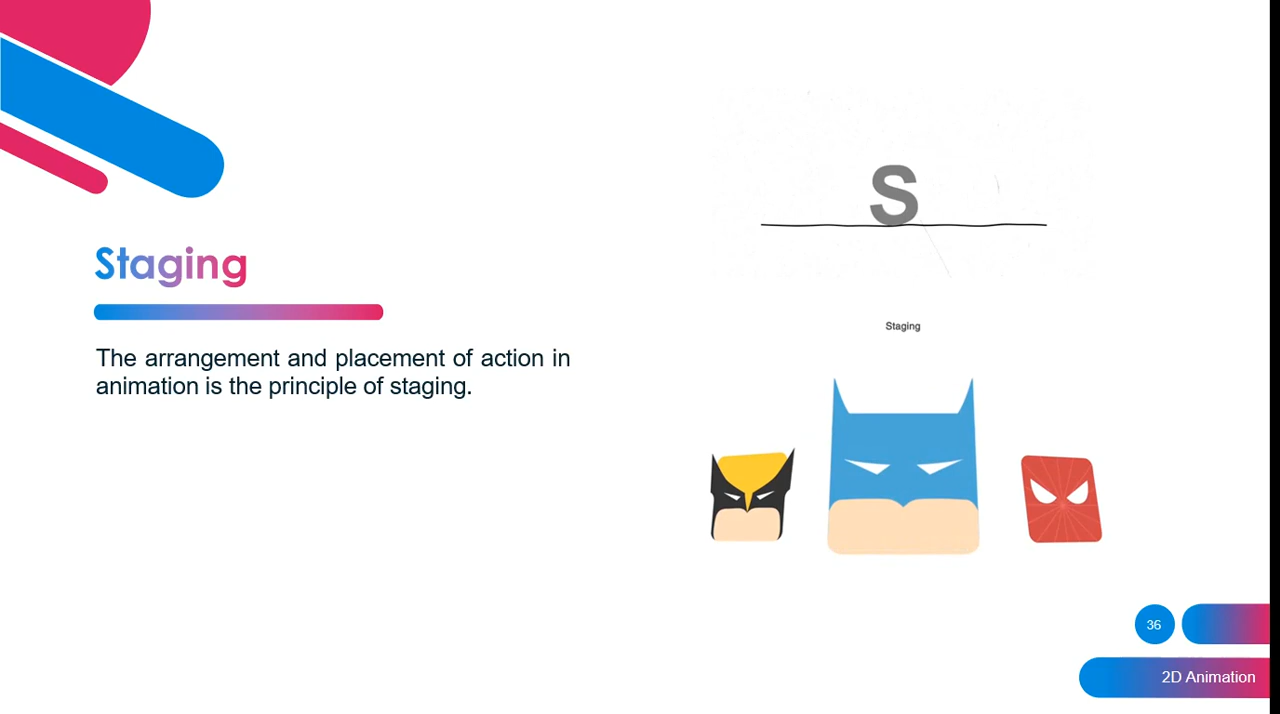 Staging
The arrangement and placement of action in
animation is the principle of staging.
S
Staging
36
2D Animation